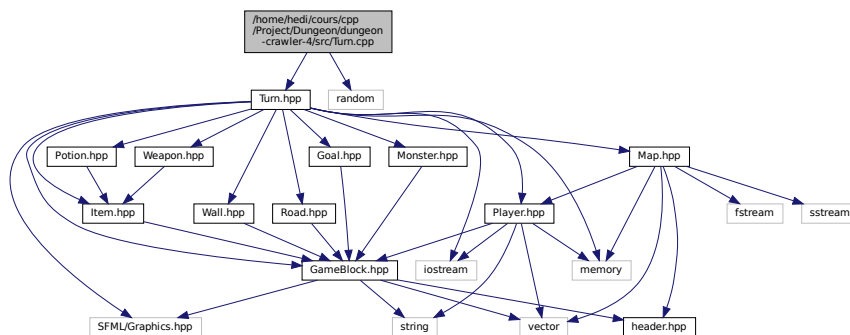 /home/hedi/cours/cpp
/Project/Dungeon/dungeon
-crawler-4/src/Turn.cpp
Turn.hpp
random
Potion.hpp
Weapon.hpp
Goal.hpp
Monster.hpp
Map.hpp
Item.hpp
Wall.hpp
Road.hpp
Player.hpp
fstream
sstream
GameBlock.hpp
iostream
memory
SFML/Graphics.hpp
string
vector
header.hpp